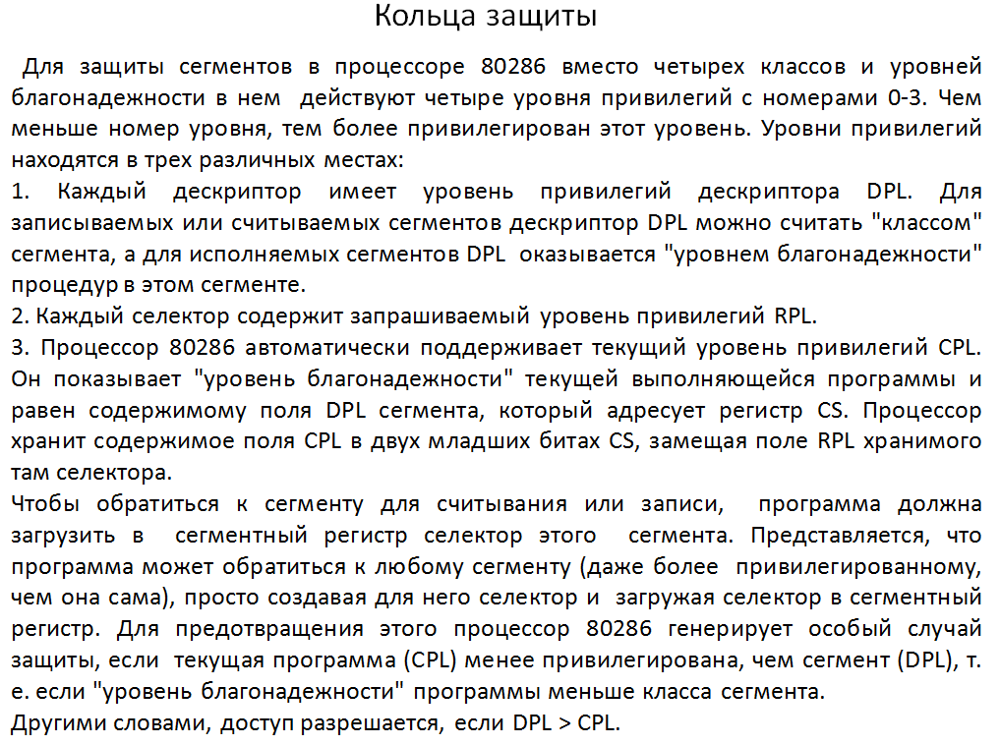 Кольца защиты
Для защиты сегментов в процессоре 80286 вместо четырех классов и уровней
благонадежности в нем действуют четыре уровня привилегий с номерами 0-3. Чем
меньше номер уровня, тем более привилегирован этот уровень. Уровни привилегий
находятся в трех различных местах:
1. Каждый дескриптор имеет уровень привилегий дескриптора DPL. Для
записываемых или считываемых сегментов дескриптор DPL можно считать "классом"
сегмента, а для исполняемых сегментов DPL оказывается "уровнем благонадежности"
процедур в этом сегменте.
2. Каждый селектор содержит запрашиваемый уровень привилегий RPL.
3. Процессор 80286 автоматически поддерживает текущий уровень привилегий CPL.
Он показывает "уровень благонадежности" текущей выполняющейся программы и
равен содержимому поля DPL сегмента, который адресует регистр CS. Процессор
хранит содержимое поля CPL в двух младших битах CS, замещая поле RPL хранимого
там селектора.
Чтобы обратиться к сегменту для считывания или записи, программа должна
загрузить в сегментный регистр селектор этого сегмента. Представляется, что
программа может обратиться к любому сегменту (даже более привилегированному,
чем она сама), просто создавая для него селектор и загружая селектор в сегментный
регистр. Для предотвращения этого процессор 80286 генерирует особый случай
защиты, если текущая программа (CPL) менее привилегирована, чем сегмент (DPL), т.
е. если "уровень благонадежности" программы меньше класса сегмента.
Другими словами, доступ разрешается, если DPL > CPL.